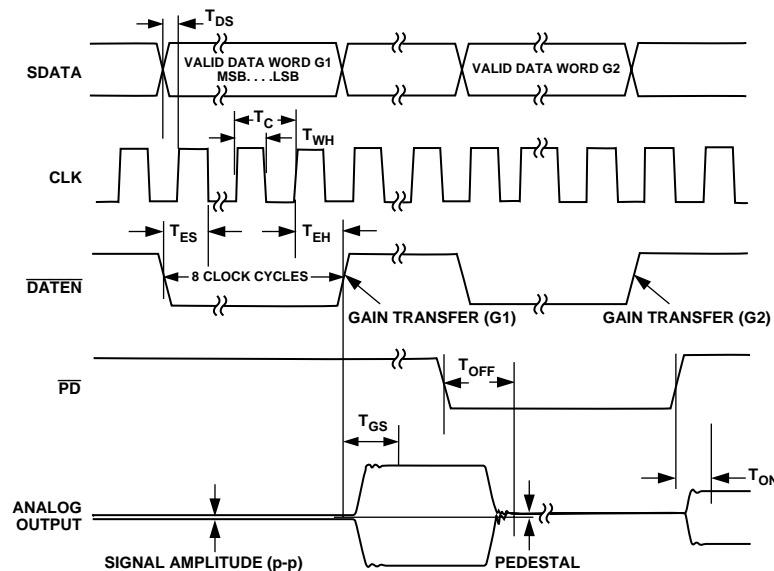 TDS
SDATA
VALID DATA WORD G1
MSB. . . .LSB
VALID DATA WORD G2
TC
TWH
CLK
TES
TEH
DATEN
8 CLOCK CYCLES
GAIN TRANSFER (G1)
GAIN TRANSFER (G2)
PD
TOFF
TGS
TON
ANALOG
OUTPUT
SIGNAL AMPLITUDE (p-p)
PEDESTAL